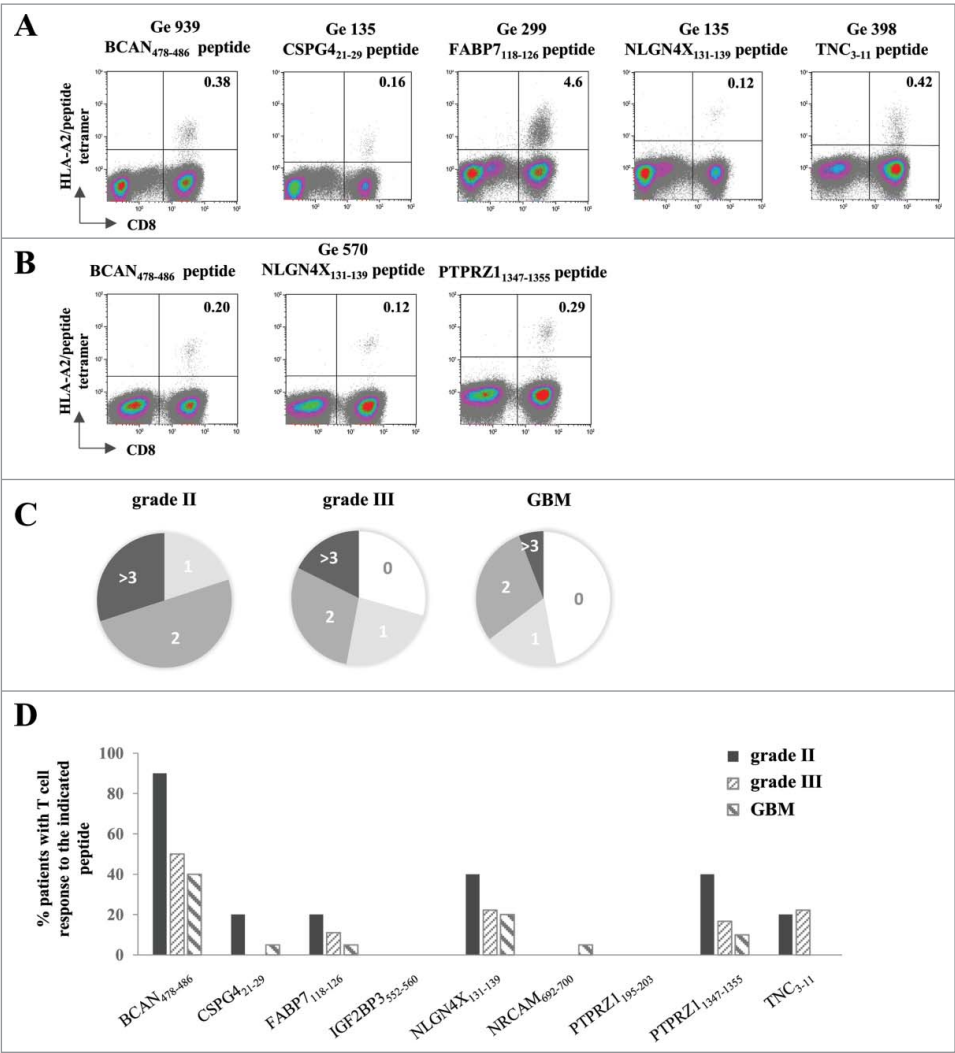 A
Ge 939
BCAN478-486 peptide
Ge 135
CSPG421-29 peptide
Ge 299
FABP7118-126 peptide
Ge 135
NLGN4X131-139 peptide
Ge 398
TNC3-11 peptide
HLA-A2/peptide
tetramer
0.38
0.16
4.6
0.12
0.42
CD8
B
BCAN478-486 peptide
Ge 570
NLGN4X131-139 peptide
PTPRZ11347-1355 peptide
HLA-A2/peptide
tetramer
0.20
0.12
0.29
CD8
C
grade II
grade III
GBM
>3
1
2
>3
0
2
1
>3
2
0
1
D
% patients with T cell
response to the indicated
peptide
100
80
60
40
20
0
grade II
grade III
GBM
BCAN478-486
CSPG421-29
FABP7118-126
IGF2BP3552-560
NLGN4X131-139
NRCAM692-700
PTPRZ1195-203
PTPRZ11347-1355
TNC3-11